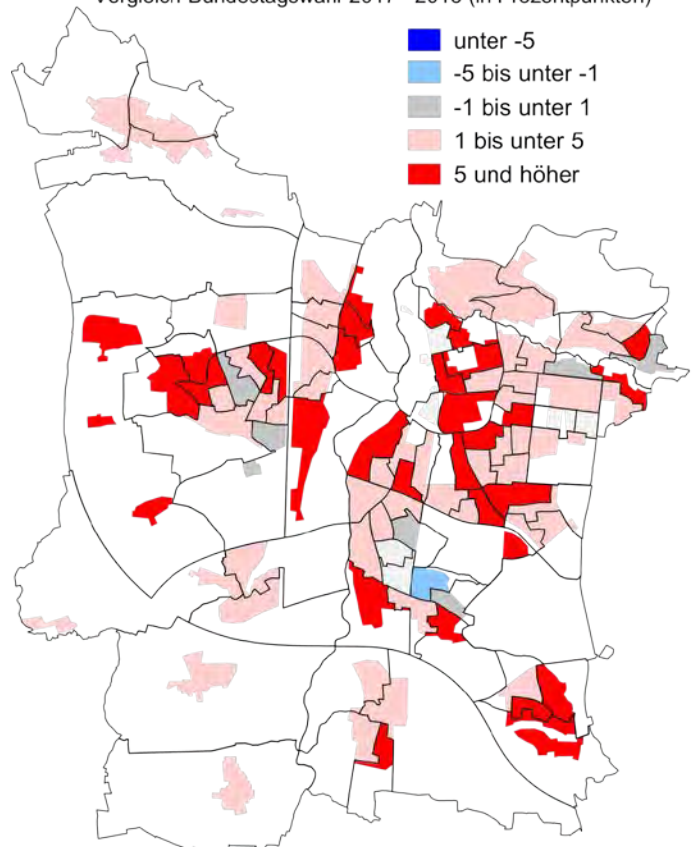 Vergleich Bundestagswahl 2017 - 2013 (in Prozentpunkten)
unter -5
-5 bis unter -1
-1 bis unter 1
1 bis unter 5
5 und höher